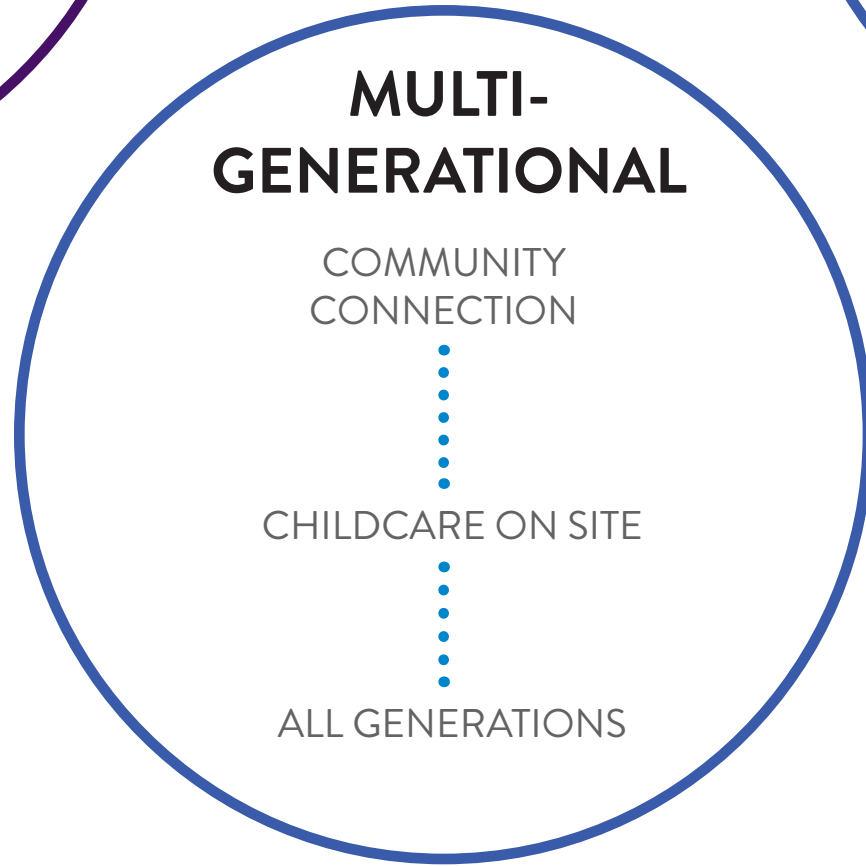 MULTI-
GENERATIONAL
COMMUNITY
CONNECTION
CHILDCARE ON SITE
ALL GENERATIONS